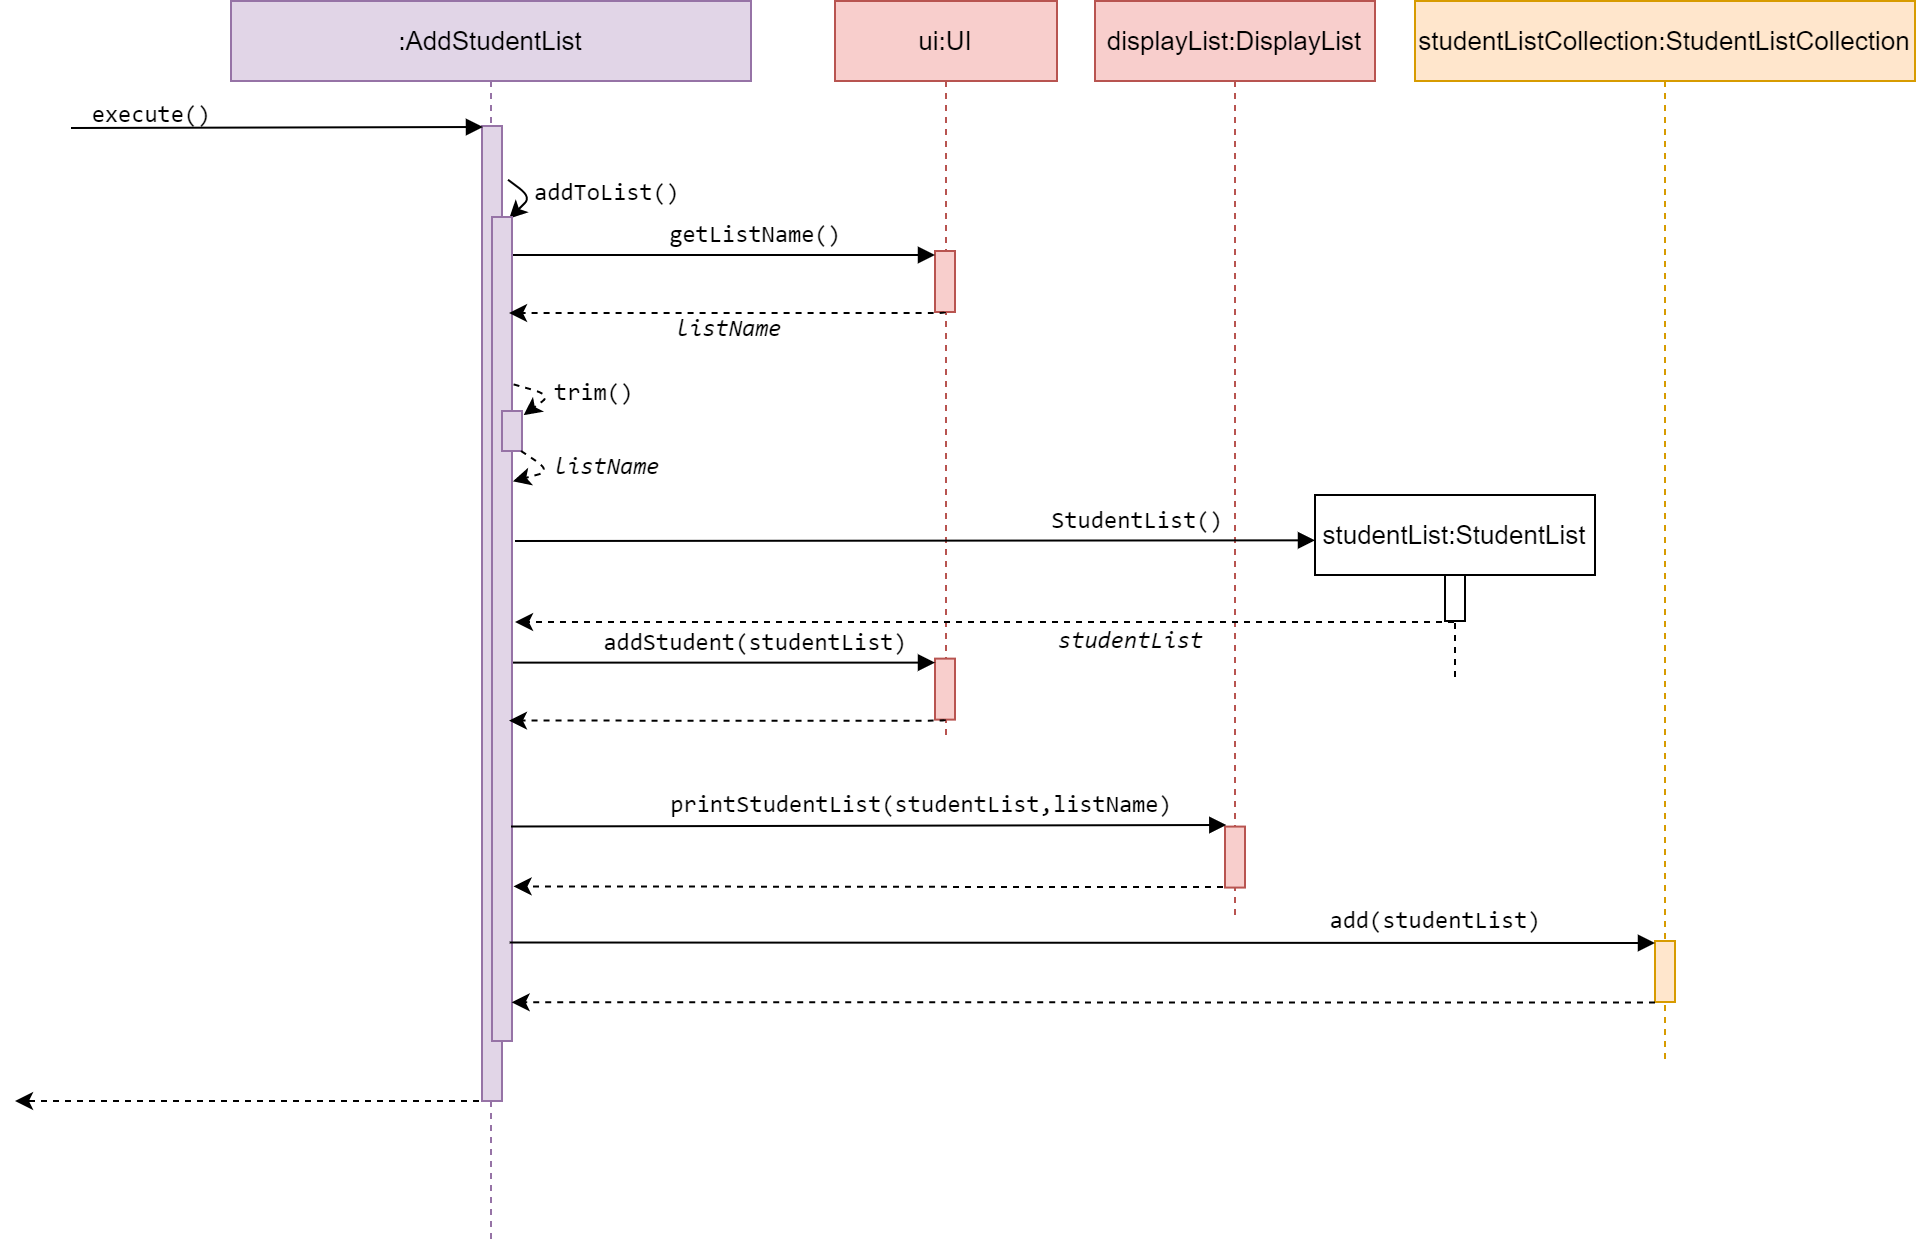 :AddStudentList
ui:UI
displayList:DisplayList
studentListCollection:StudentListCollection
execute()
addToList()
getListName()
listName
trim()
listName
StudentList()
studentList:StudentList
addStudent(studentList)
studentList
printStudentList(studentList,listName)
add(studentList)